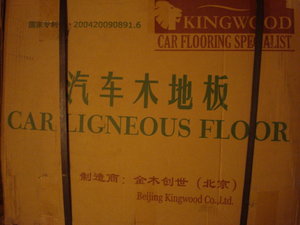 国家专利号:200420090891.6
KINGWOOD
CAR FLOORING SPECIALIST
汽车木地板
CAR LIGNEOUS FLOOR
制造商:金木创世(北京)
Beijing Kingwood Co.,Ltd.